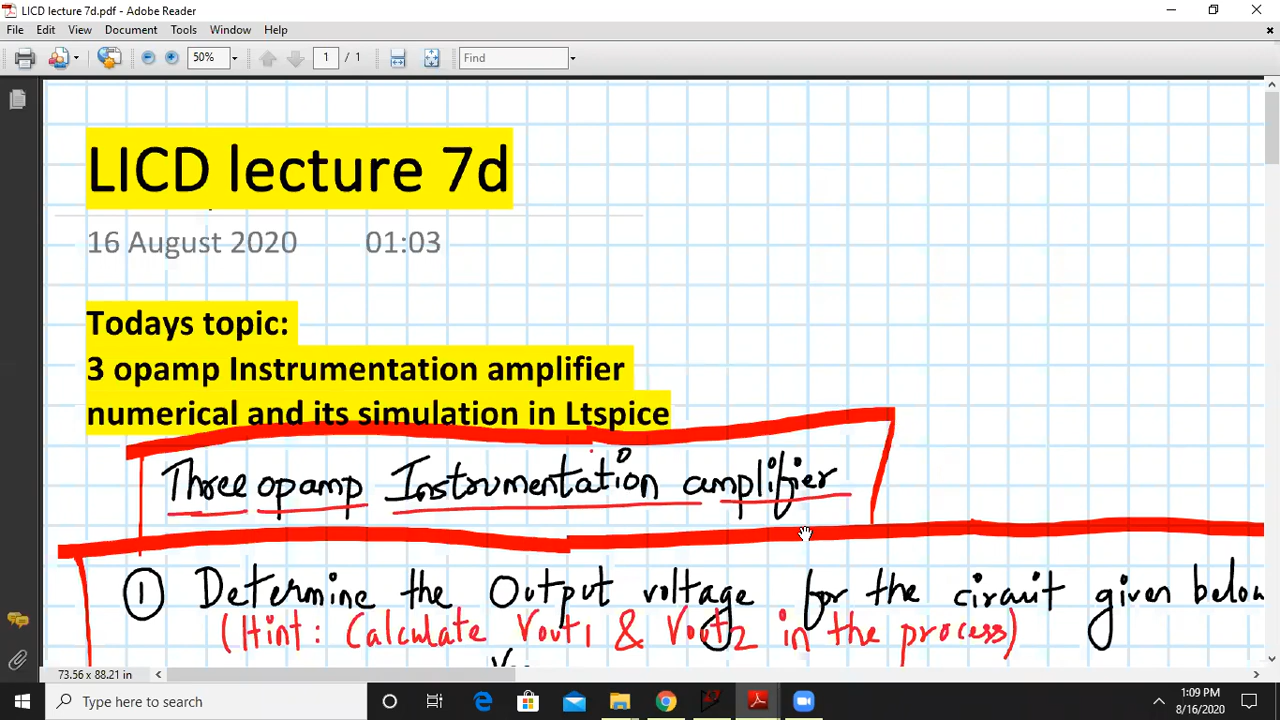 LICD lecture 7d.pdf - Adobe Reader
File Edit View Document Tools Window Help
1 / 1 50% Find
LICD lecture 7d
16 August 2020 01:03
Todays topic:
3 opamp Instrumentation amplifier
numerical and its simulation in Ltspice
Three opamp Instrumentation amplifier
1 Determine the Output voltage for the circuit given below
(Hint: Calculate Vout1 & Vout2 in the process)
73.56 x 88.21 in
Type here to search
1:09 PM
8/16/2020